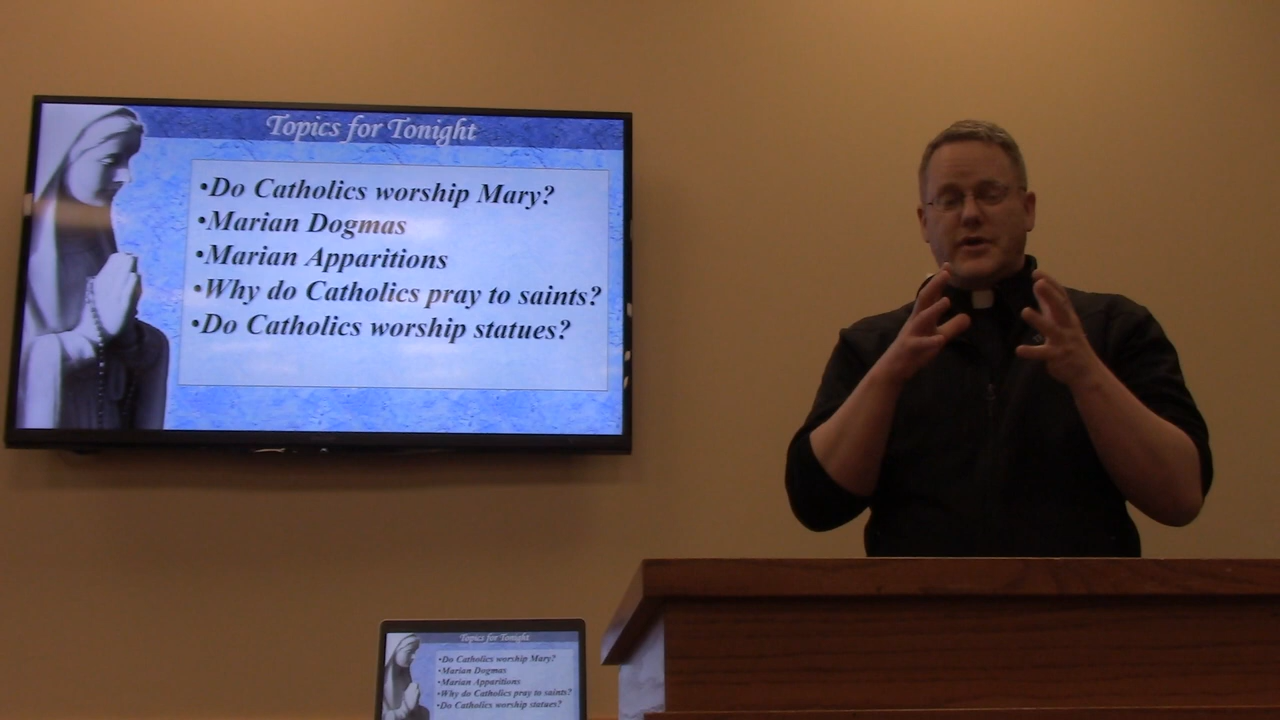 Topics for Tonight
•Do Catholics worship Mary?
•Marian Dogmas
•Marian Apparitions
•Why do Catholics pray to saints?
•Do Catholics worship statues?
Topics for Tonight
•Do Catholics worship Mary?
•Marian Dogmas
•Marian Apparitions
•Why do Catholics pray to saints?
•Do Catholics worship statues?